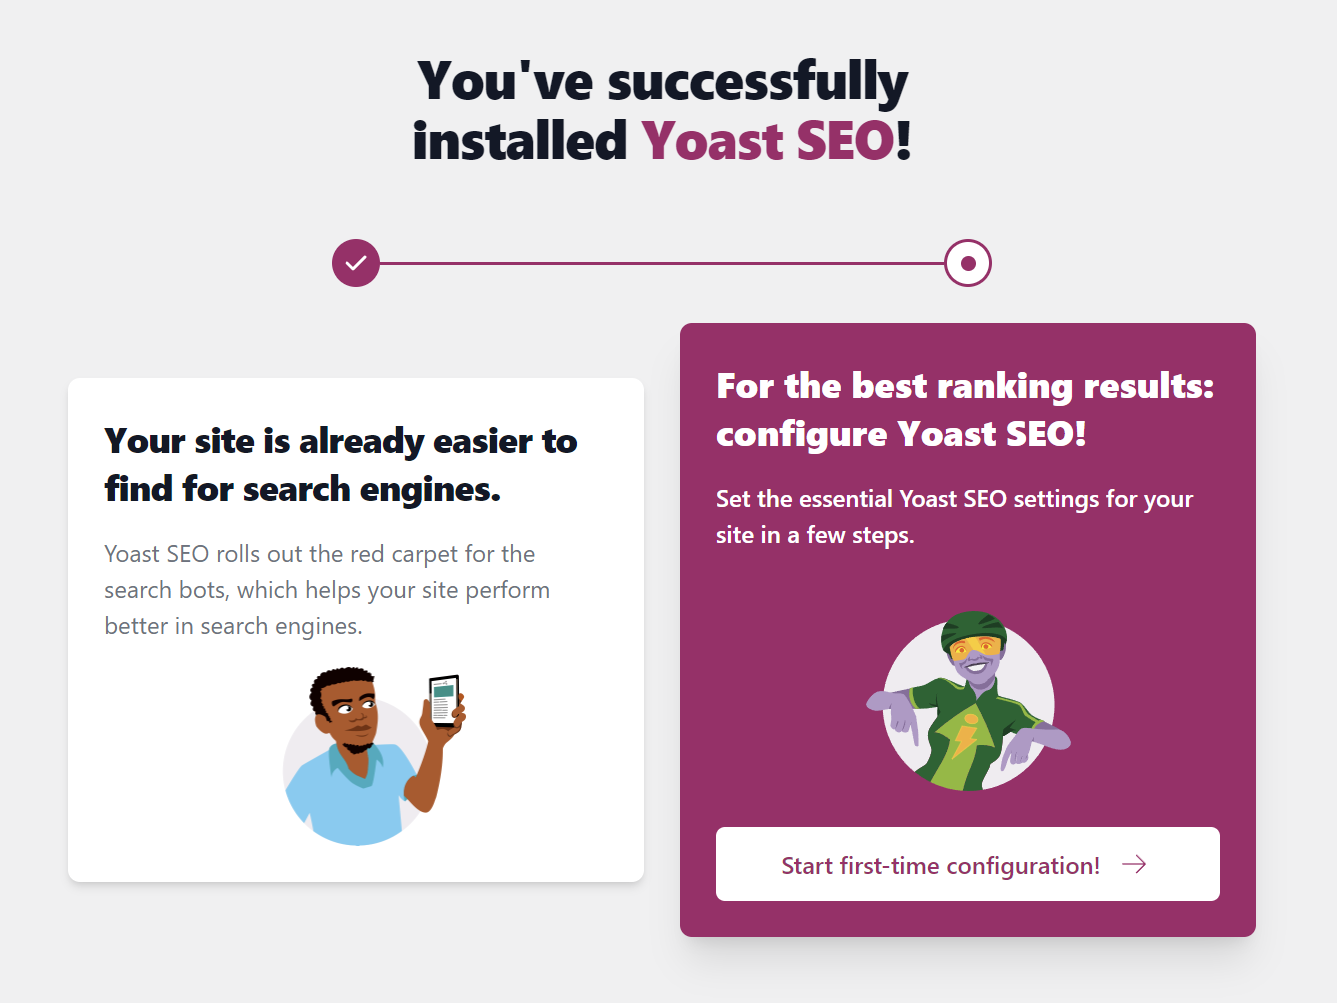 You've successfully
installed Yoast SEO!
Your site is already easier to
find for search engines.
Yoast SEO rolls out the red carpet for the
search bots, which helps your site perform
better in search engines.
For the best ranking results:
configure Yoast SEO!
Set the essential Yoast SEO settings for your
site in a few steps.
Start first-time configuration!